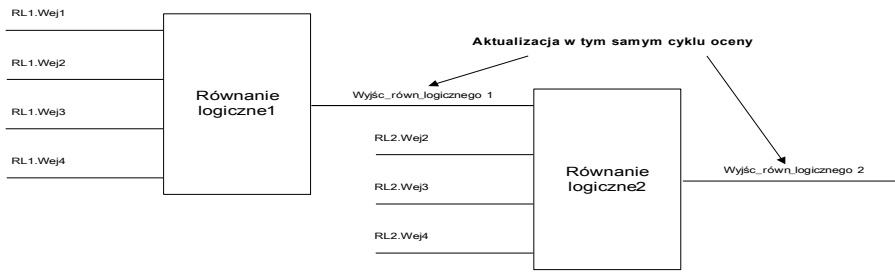 RL1.Wej1
RL1.Wej2
RL1.Wej3
RL1.Wej4
Równanie
logiczne1
Aktualizacja w tym samym cyklu oceny
Wyjśc_równ_logicznego 1
RL2.Wej2
RL2.Wej3
RL2.Wej4
Równanie
logiczne2
Wyjśc_równ_logicznego 2